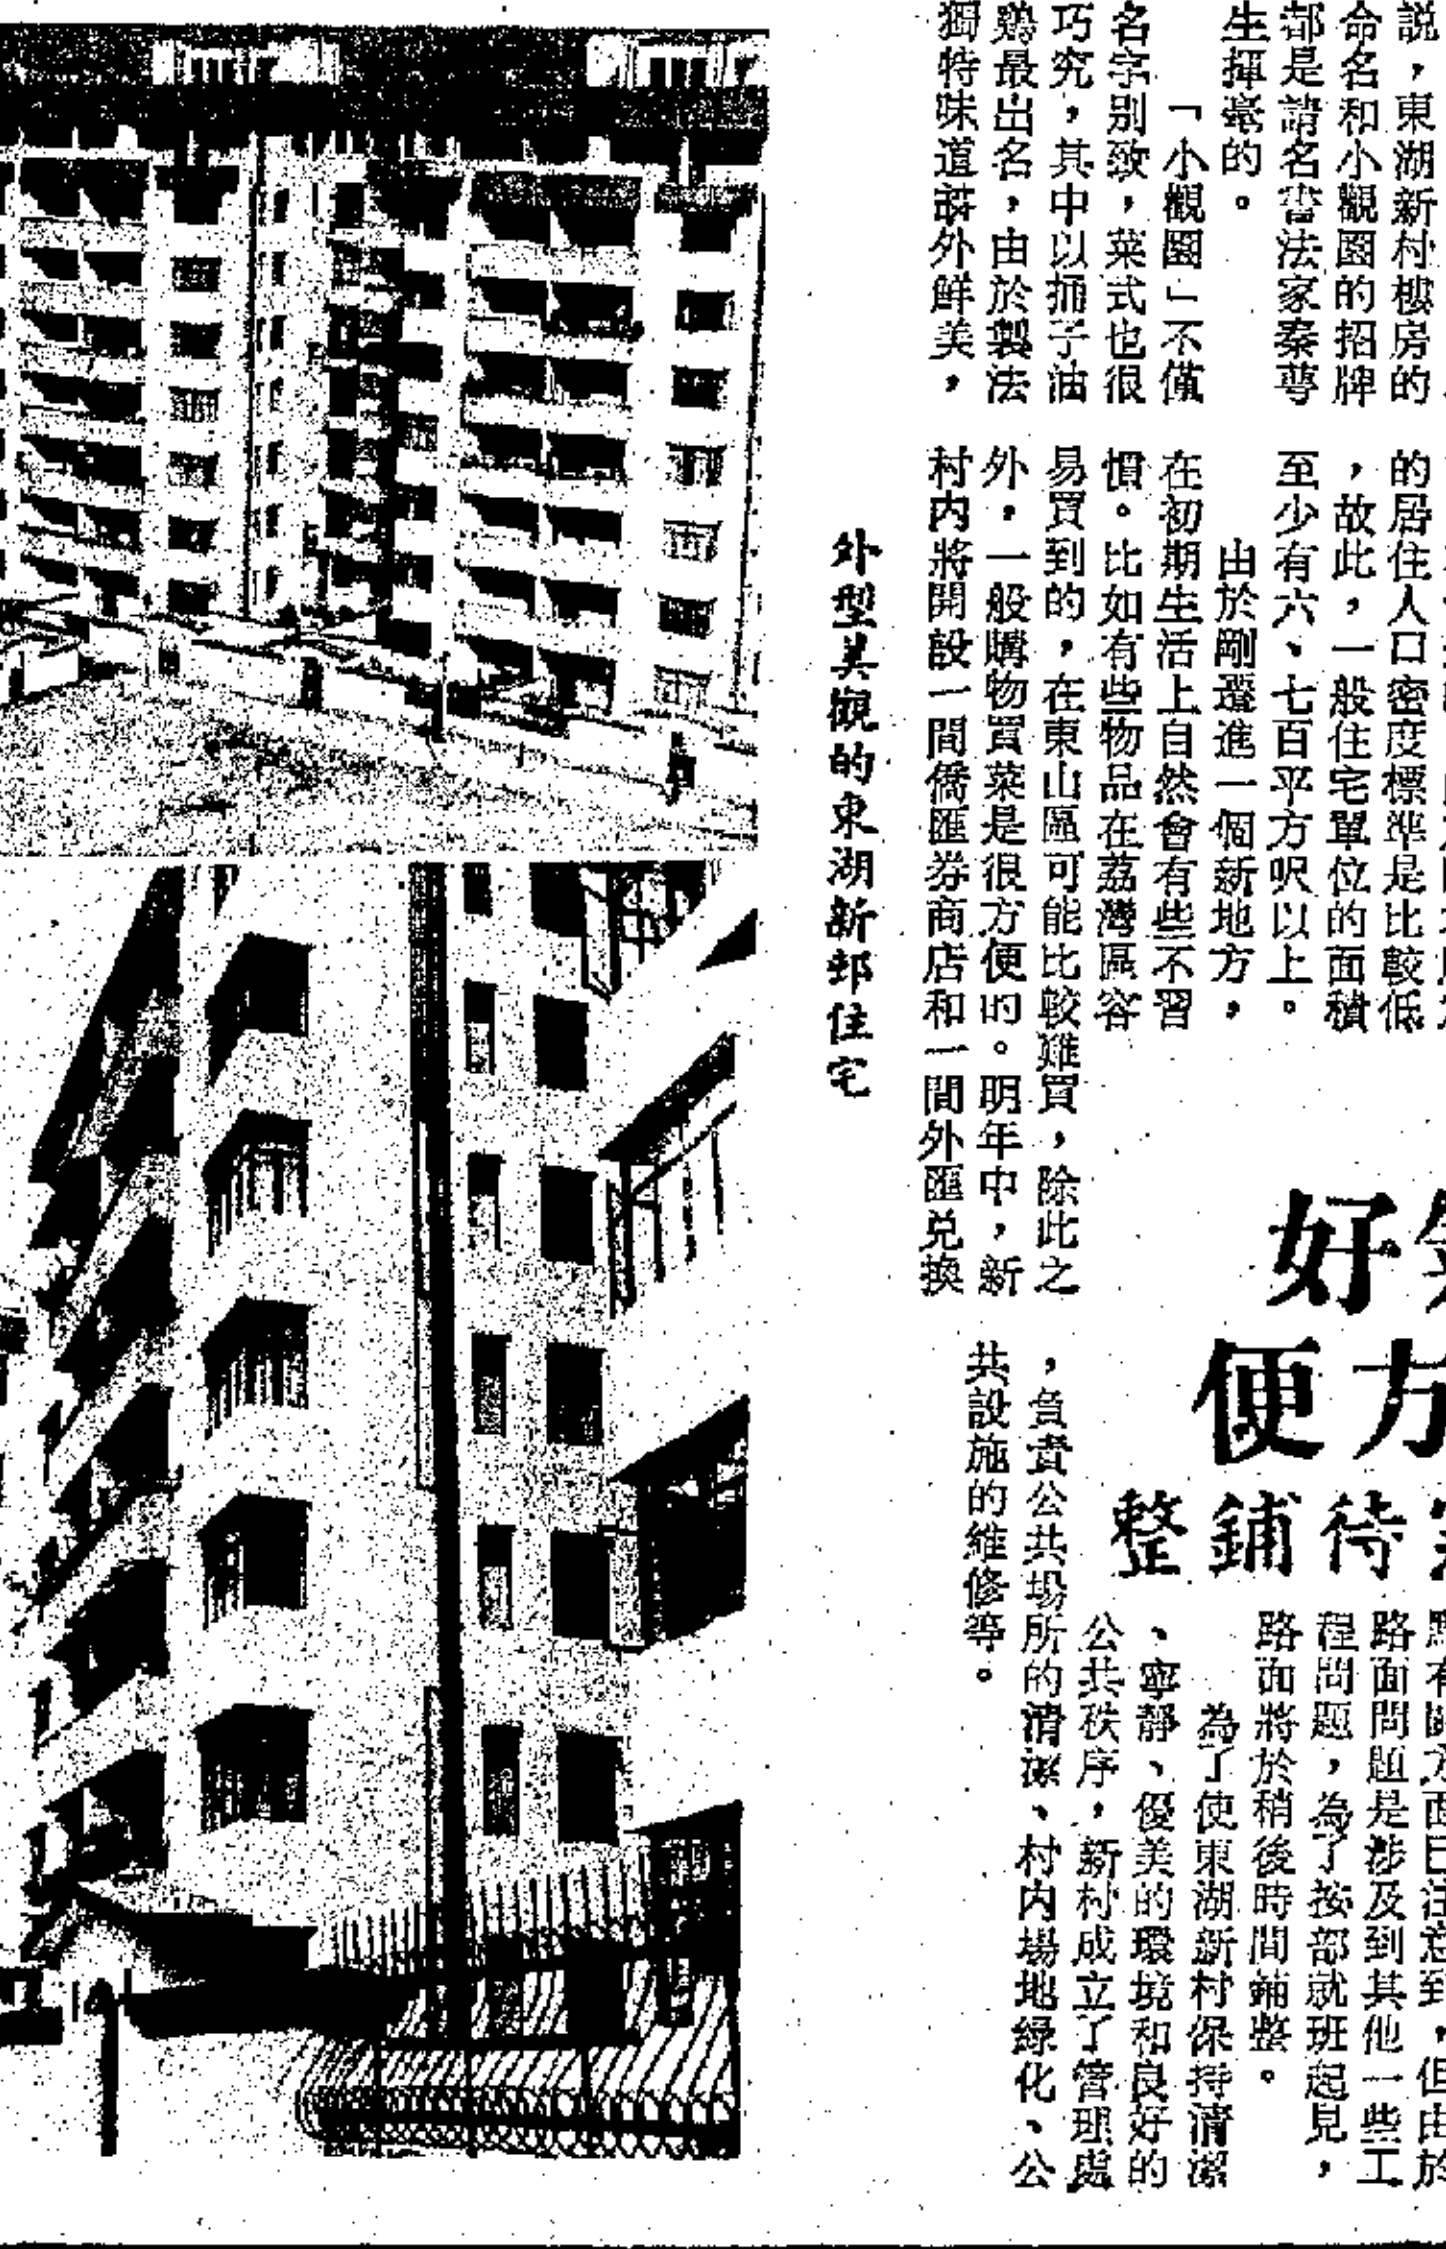 説，東湖新村樓房的
命名和小觀園的招牌
都是請名書法家秦萼
生揮毫的。
「小觀園」不僅
名字別致，菜式也很
巧究，其中以捅子油
鷄最出名，由於製法
獨特味道格外鮮美，
的居住人口密度標準是比較低
，故此，一般住宅單位的面積
至少有六、七百平方呎以上。
由於剛遷進一個新地方，
在初期生活上自然會有些不習
慣。比如有些物品在荔灣區容
易買到的，在東山區可能比較難買，除此之
外，一般購物買菜是很方便的。明年中，新
村內將開設一間僑匯券商店和一間外匯兑換
外型美觀的東湖新邨住宅
好
方便
待鋪整
路面問題是涉及到其他一些工
程問題，為了按部就班起見，
路面將於稍後時間鋪整。
為了使東湖新村保持清潔
、寧靜、優美的環境和良好的
公共秩序，新村成立了管理處
，負責公共場所的清潔、村內場地綠化、公
共設施的維修等。